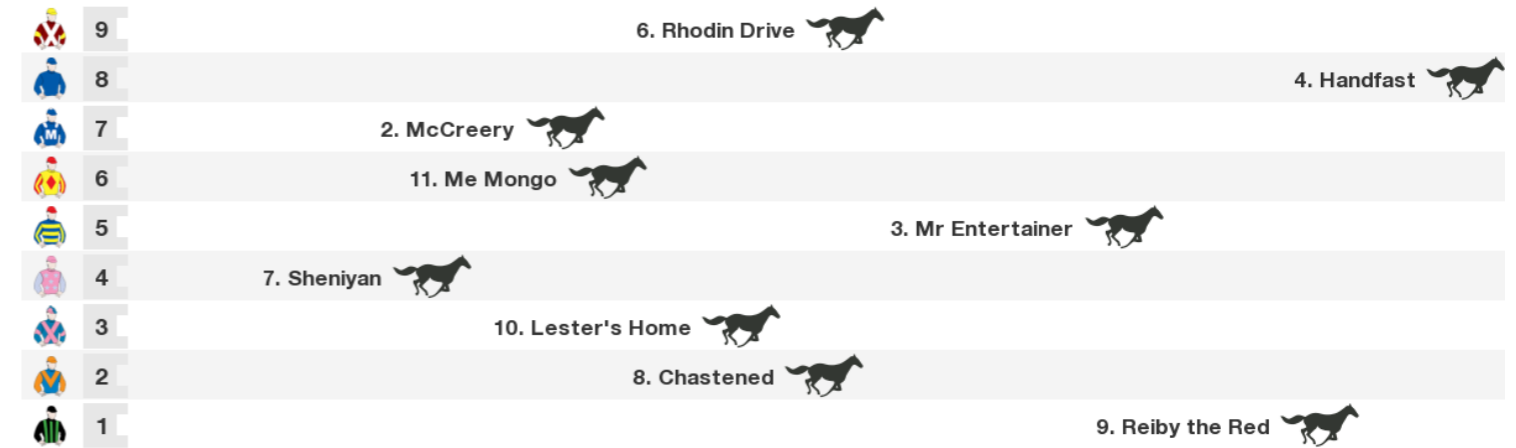 9 6. Rhodin Drive
8 4. Handfast
M 7 2. McCreery
6 11. Me Mongo
5 3. Mr Entertainer
4 7. Sheniyan
3 10. Lester's Home
2 8. Chastened
1 9. Reiby the Red